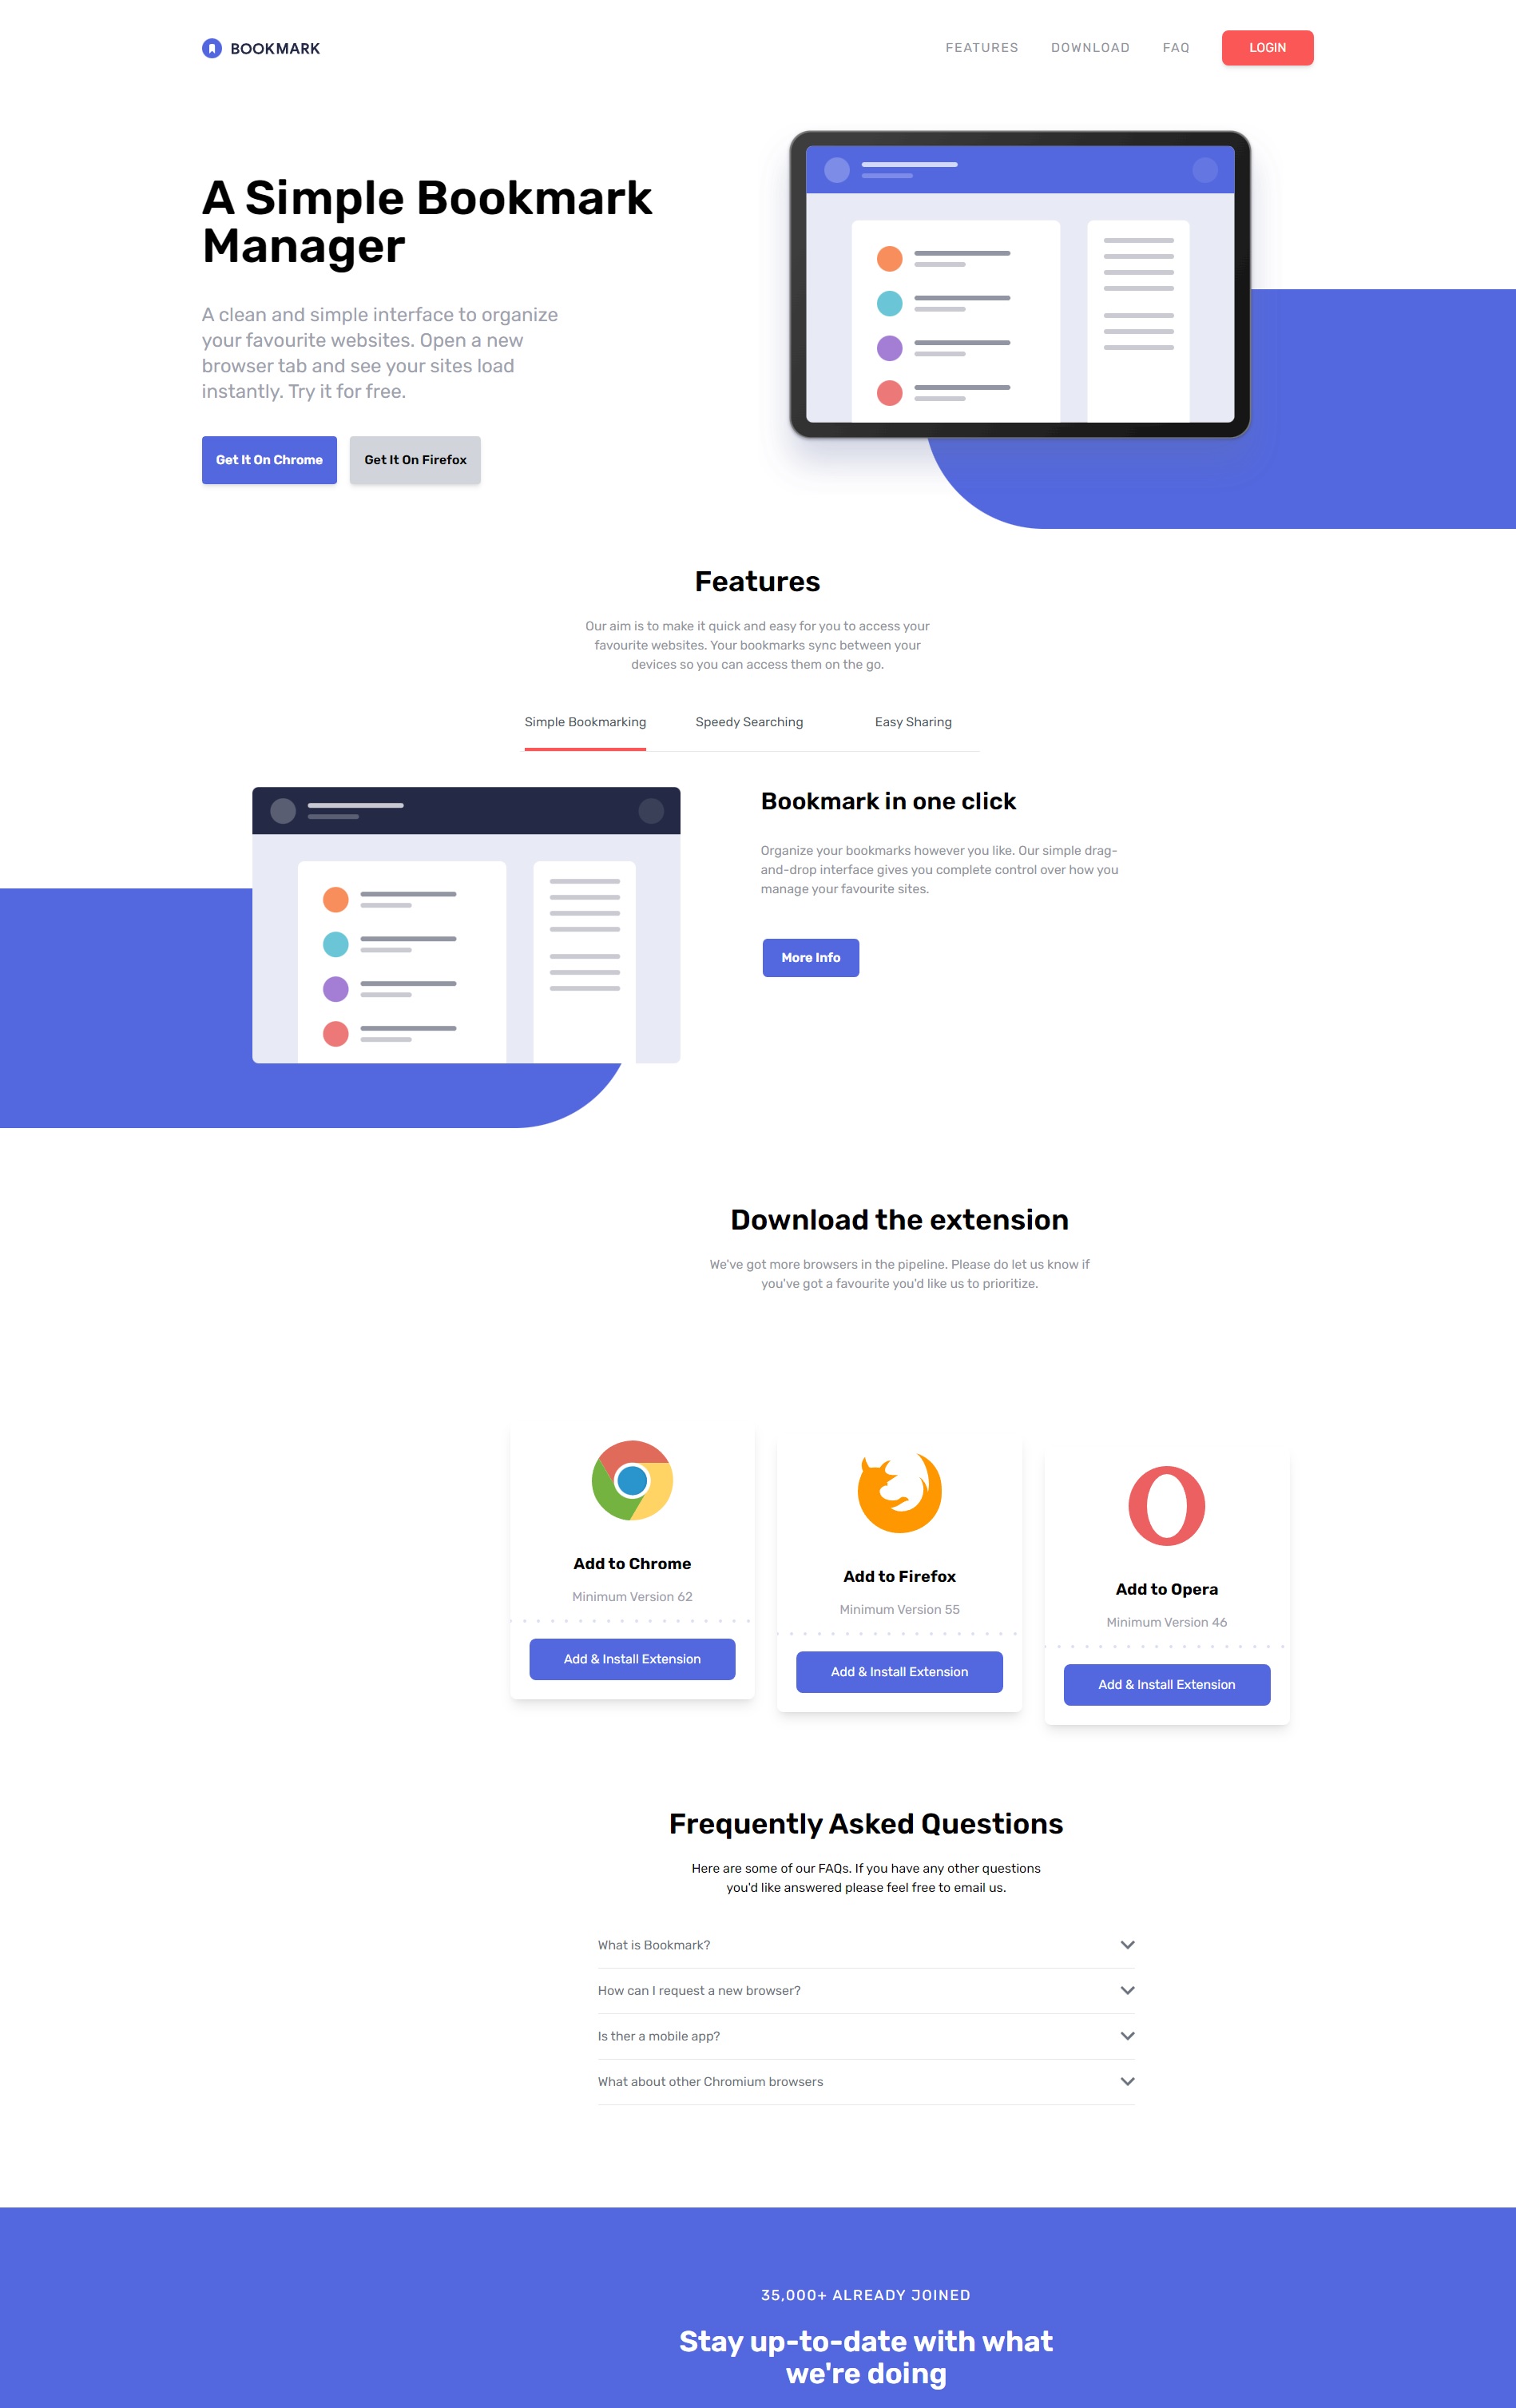 BOOKMARK
FEATURES DOWNLOAD FAQ LOGIN
A Simple Bookmark
Manager
A clean and simple interface to organize
your favourite websites. Open a new
browser tab and see your sites load
instantly. Try it for free.
Get It On Chrome Get It On Firefox
Features
Our aim is to make it quick and easy for you to access your
favourite websites. Your bookmarks sync between your
devices so you can access them on the go.
Simple Bookmarking Speedy Searching Easy Sharing
Bookmark in one click
Organize your bookmarks however you like. Our simple drag-
and-drop interface gives you complete control over how you
manage your favourite sites.
More Info
Download the extension
We've got more browsers in the pipeline. Please do let us know if
you've got a favourite you'd like us to prioritize.
Add to Chrome
Minimum Version 62
Add & Install Extension
Add to Firefox
Minimum Version 55
Add & Install Extension
Add to Opera
Minimum Version 46
Add & Install Extension
Frequently Asked Questions
Here are some of our FAQs. If you have any other questions
you'd like answered please feel free to email us.
What is Bookmark?
How can I request a new browser?
Is ther a mobile app?
What about other Chromium browsers
35,000+ ALREADY JOINED
Stay up-to-date with what
we're doing